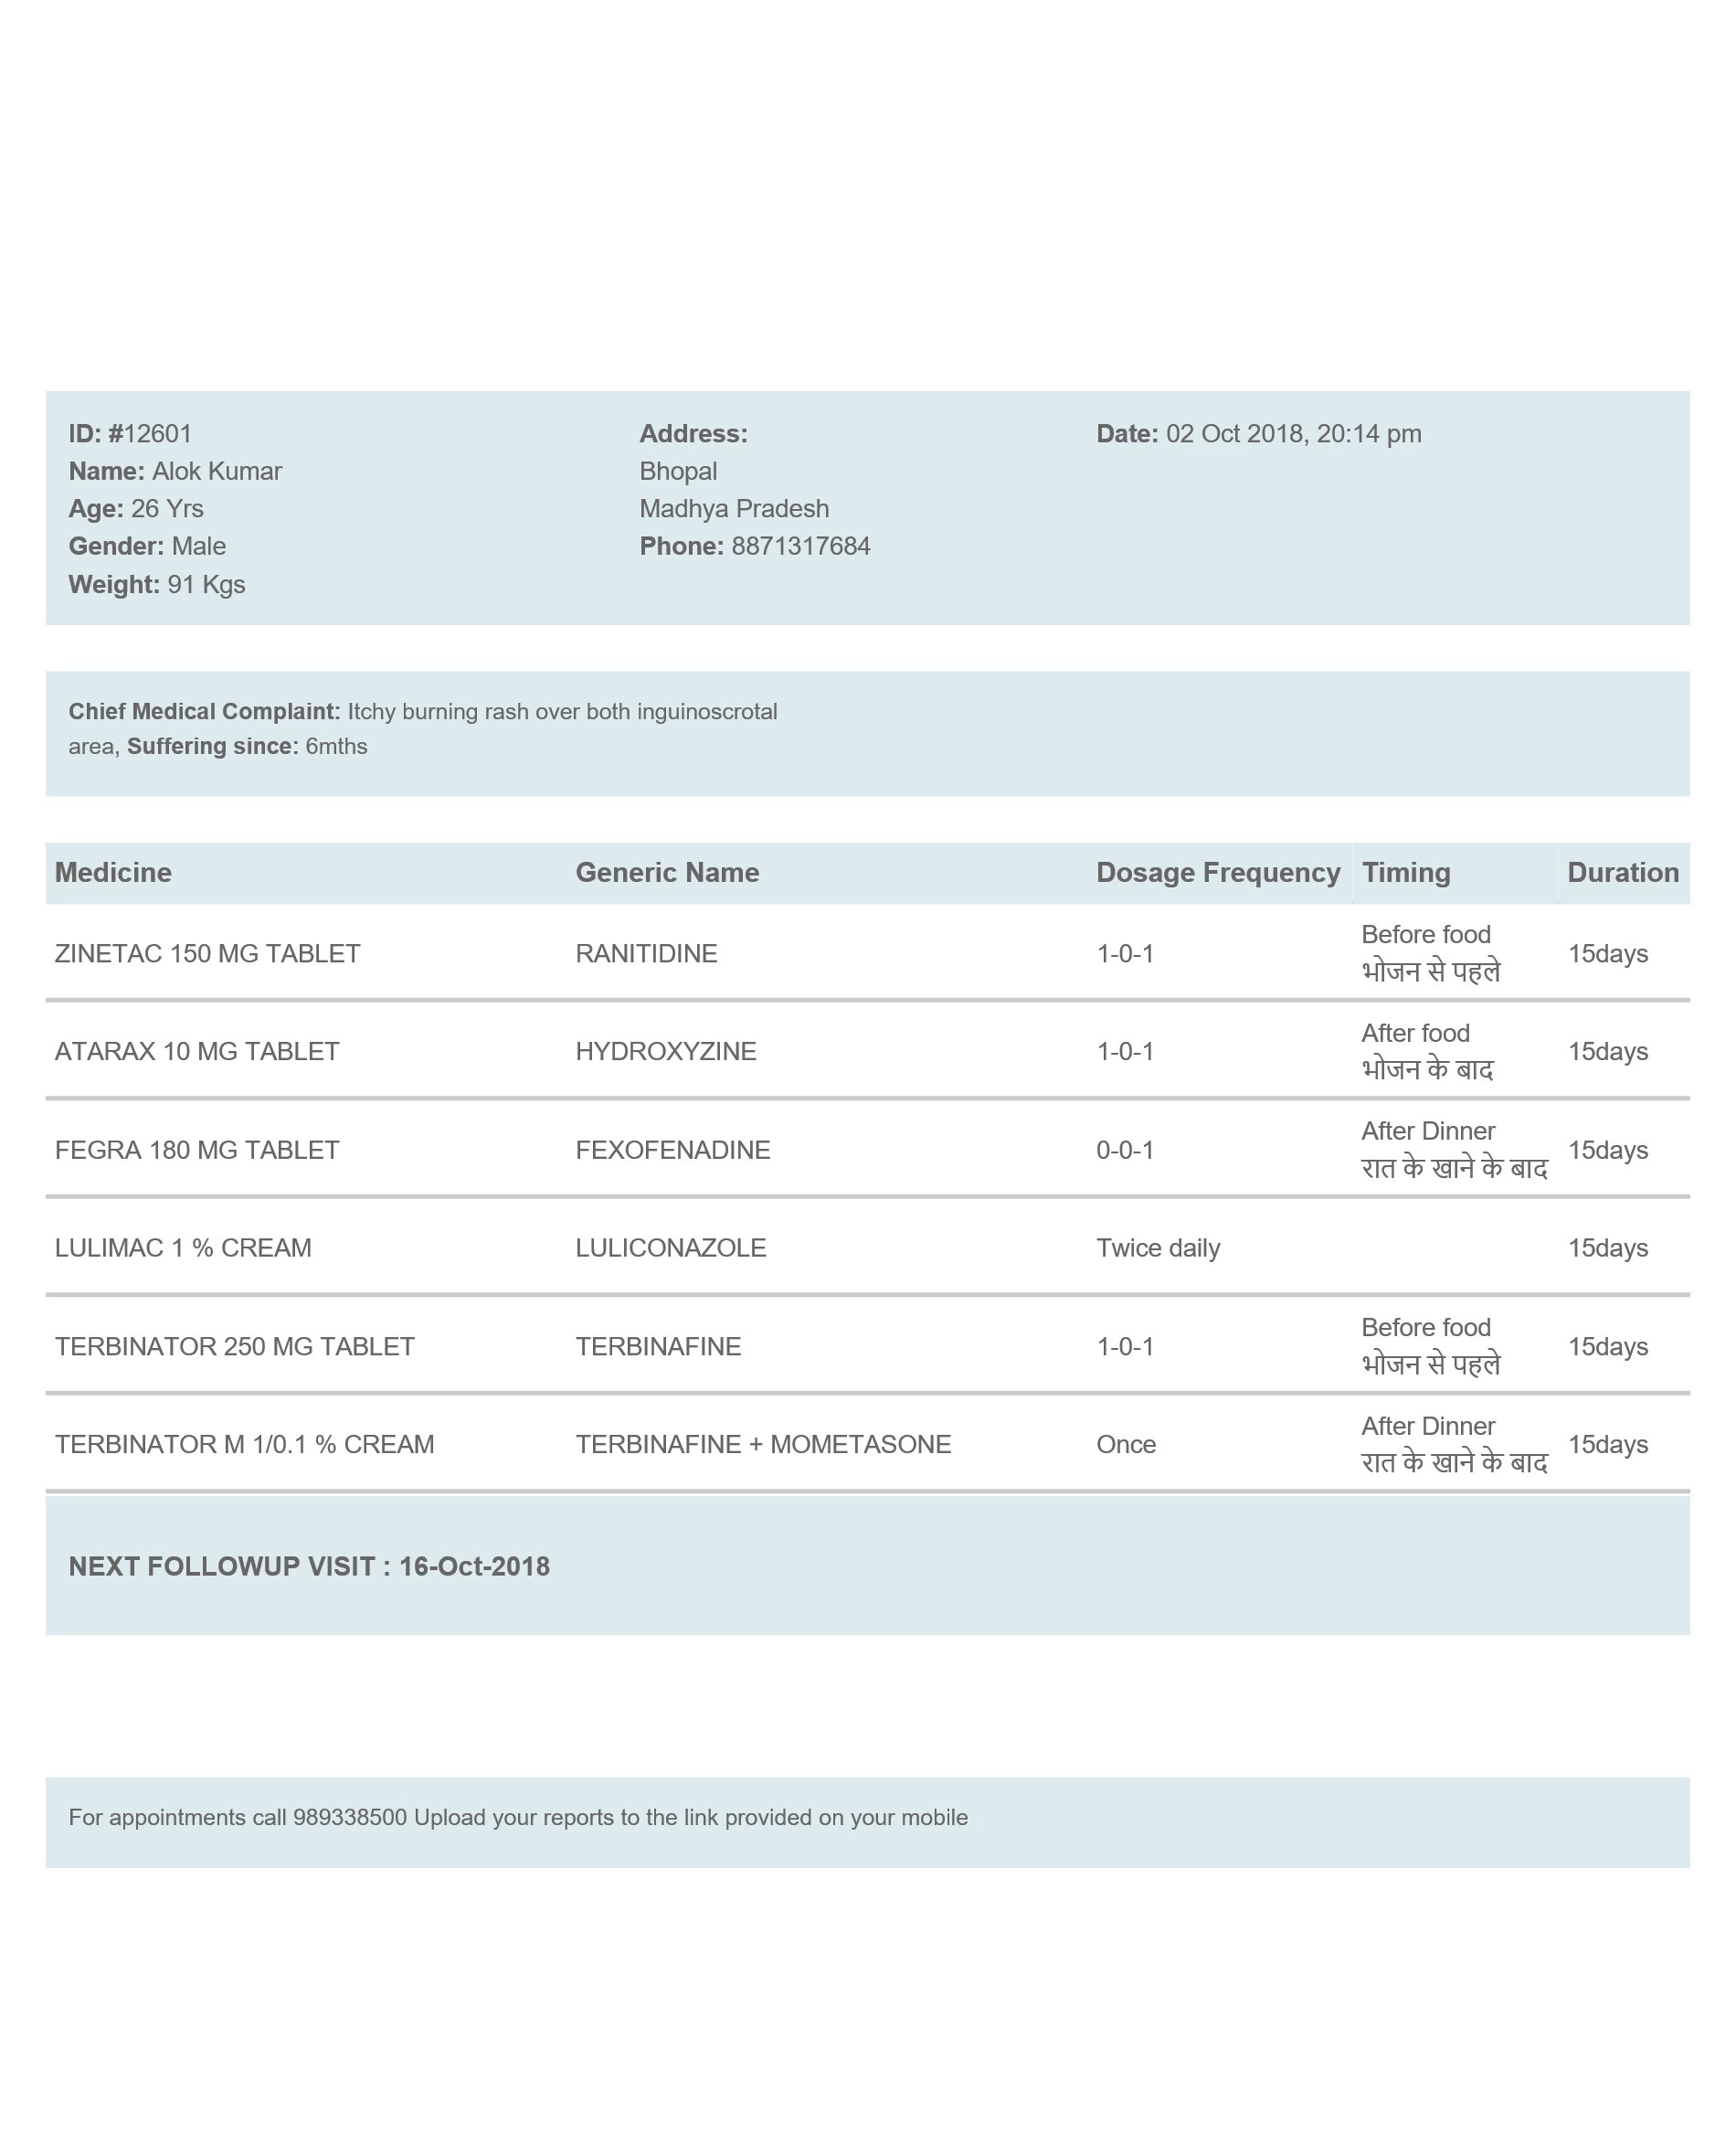 ID: #12601
Name: Alok Kumar
Age: 26 Yrs
Gender: Male
Weight: 91 Kgs
Address:
Bhopal
Madhya Pradesh
Phone: 8871317684
Date: 02 Oct 2018, 20:14 pm
Chief Medical Complaint: Itchy burning rash over both inguinoscrotal
area, Suffering since: 6mths
Medicine Generic Name Dosage Frequency Timing Duration
ZINETAC 150 MG TABLET RANITIDINE 1-0-1 Before food 15days
भोजन से पहले
ATARAX 10 MG TABLET HYDROXYZINE 1-0-1 After food 15days
भोजन के बाद
FEGRA 180 MG TABLET FEXOFENADINE 0-0-1 After Dinner 15days
रात के खाने के बाद
LULIMAC 1 % CREAM LULICONAZOLE Twice daily 15days
TERBINATOR 250 MG TABLET TERBINAFINE 1-0-1 Before food 15days
भोजन से पहले
TERBINATOR M 1/0.1 % CREAM TERBINAFINE + MOMETASONE Once After Dinner 15days
रात के खाने के बाद
NEXT FOLLOWUP VISIT : 16-Oct-2018
For appointments call 989338500 Upload your reports to the link provided on your mobile